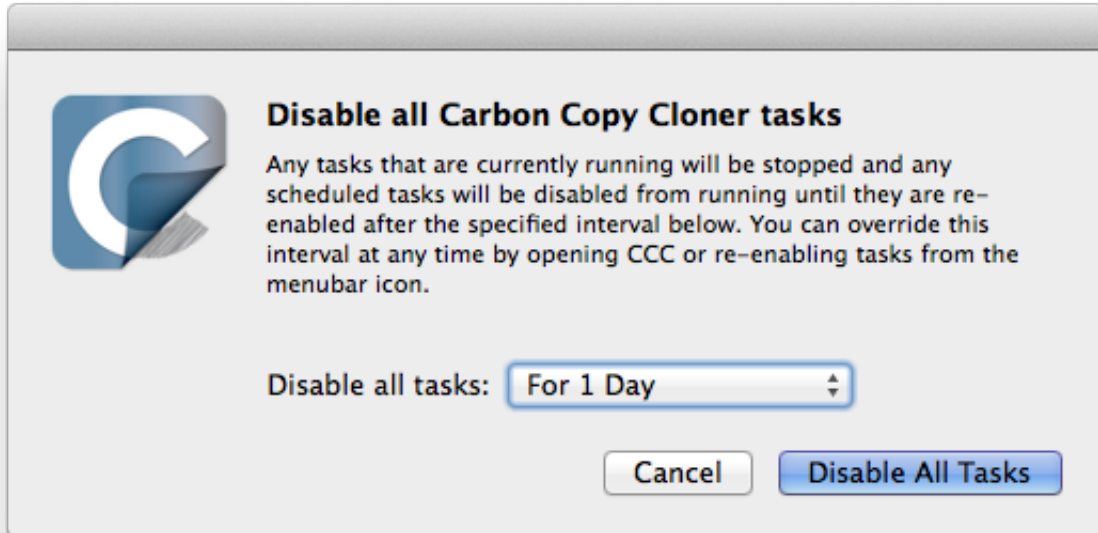 Disable all Carbon Copy Cloner tasks
Any tasks that are currently running will be stopped and any
scheduled tasks will be disabled from running until they are re-
enabled after the specified interval below. You can override this
interval at any time by opening CCC or re-enabling tasks from the
menubar icon.
Disable all tasks: For 1 Day
Cancel Disable All Tasks